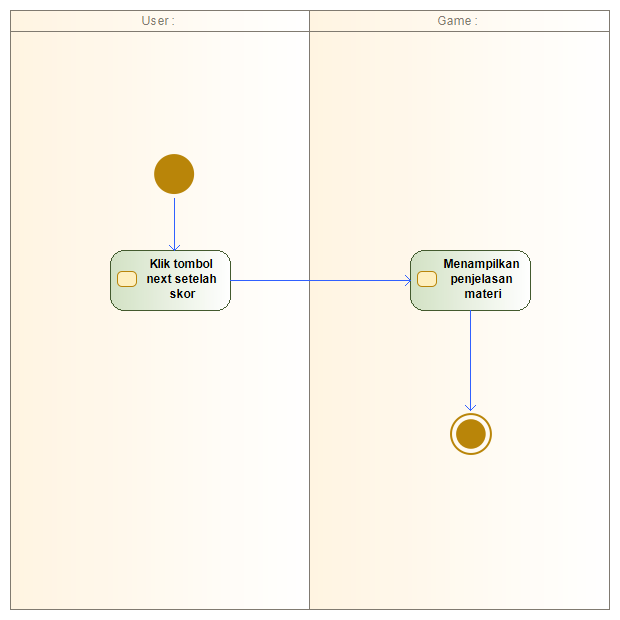 User :
Game :
Klik tombol
next setelah
skor
Menampilkan
penjelasan
materi